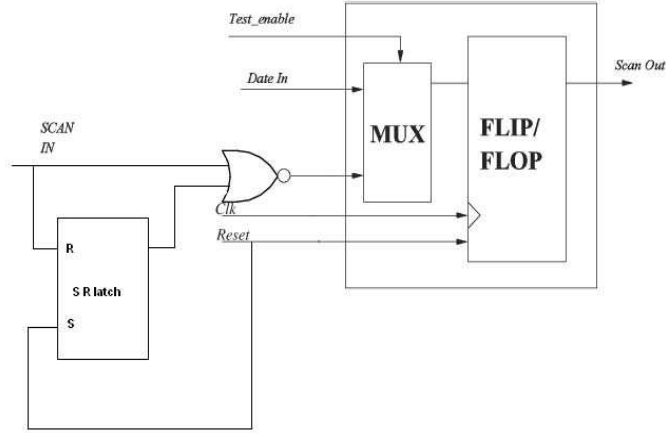 Test_enable
Date In
Scan Out
MUX
FLIP/
FLOP
SCAN
IN
Clk
Reset
R
S R latch
S